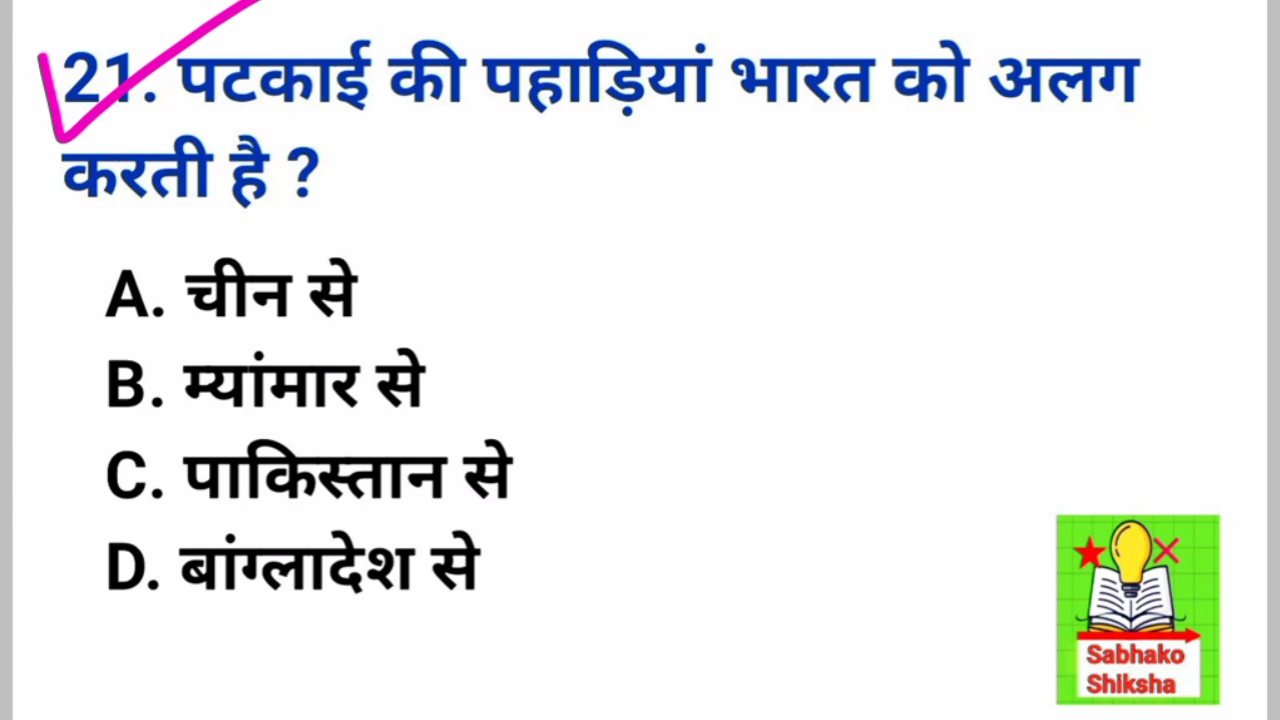 21. पटकाई की पहाड़ियां भारत को अलग
करती है ?
A. चीन से
B. म्यांमार से
C. पाकिस्तान से
D. बांग्लादेश से
Sabhako
Shiksha